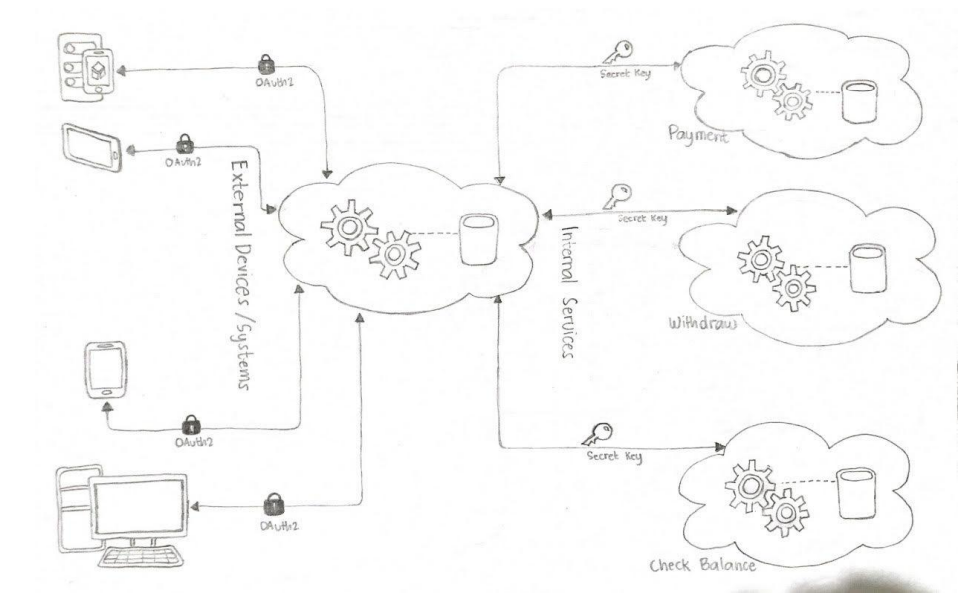 OAuth2
Secret Key
Payment
OAuth2
External Devices /Systems
Secret Key
Internal Services
Withdraw
OAuth2
Secret Key
OAuth2
Check Balance